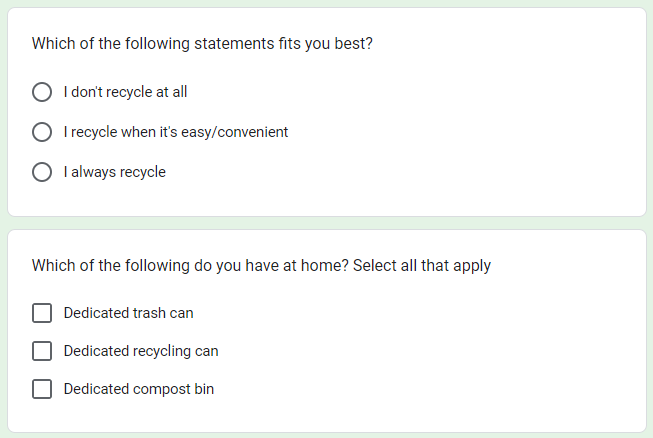 Which of the following statements fits you best?
I don't recycle at all
I recycle when it's easy/convenient
I always recycle
Which of the following do you have at home? Select all that apply
Dedicated trash can
Dedicated recycling can
Dedicated compost bin